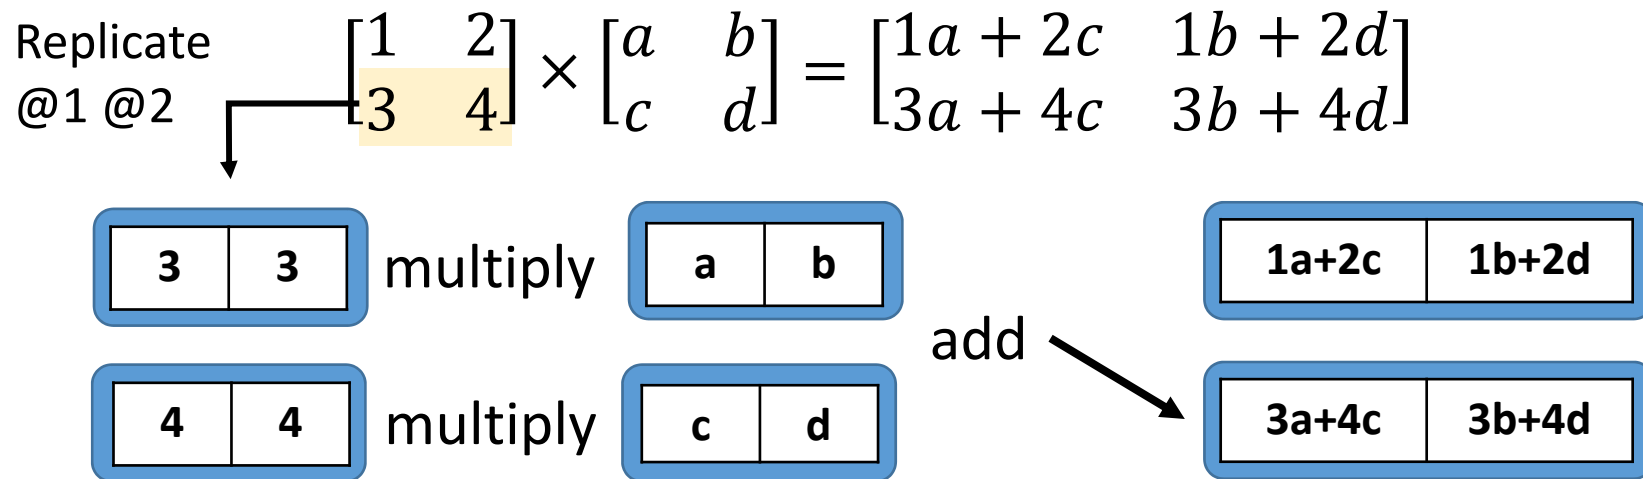 Replicate
@1 @2
[1 2
3 4] × [a b
c d] = [1a + 2c 1b + 2d
3a + 4c 3b + 4d]
3 3 multiply a b
1a+2c 1b+2d
add
4 4 multiply c d
3a+4c 3b+4d